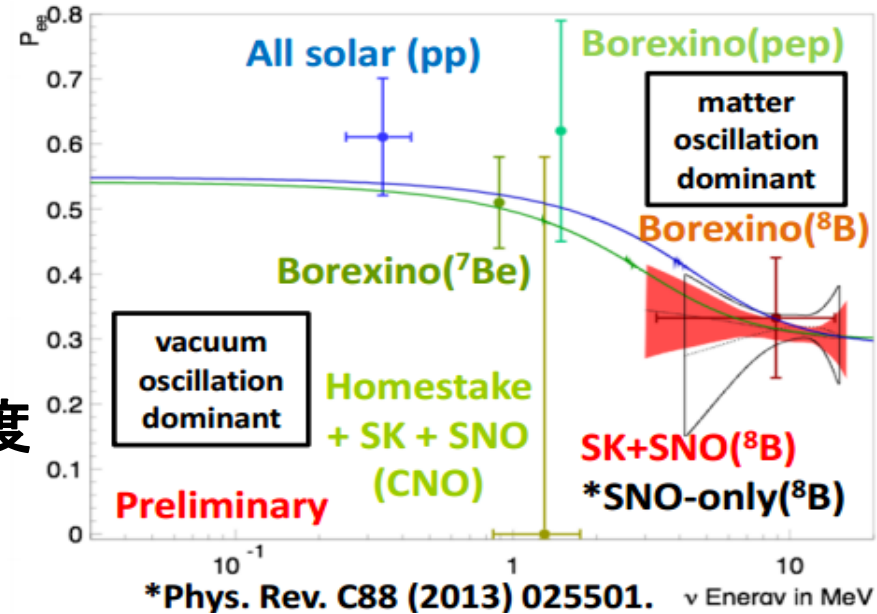 Pee
0.8
0.7
0.6
0.5
0.4
0.3
0.2
0.1
0
All solar (pp)
Borexino(pep)
matter
oscillation
dominant
Borexino(⁸B)
Borexino(⁷Be)
vacuum
oscillation
dominant
度
Homestake
+ SK + SNO
(CNO)
SK+SNO(⁸B)
*SNO-only(⁸B)
Preliminary
10⁻¹
1
10
*Phys. Rev. C88 (2013) 025501.
ν Energy in MeV